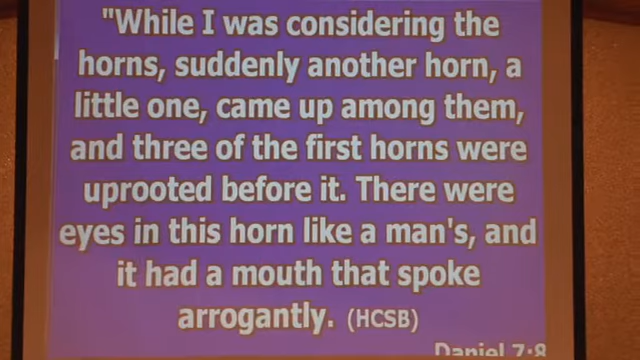 "While I was considering the
horns, suddenly another horn, a
little one, came up among them,
and three of the first horns were
uprooted before it. There were
eyes in this horn like a man's, and
it had a mouth that spoke
arrogantly. (HCSB)
Daniel 7:8